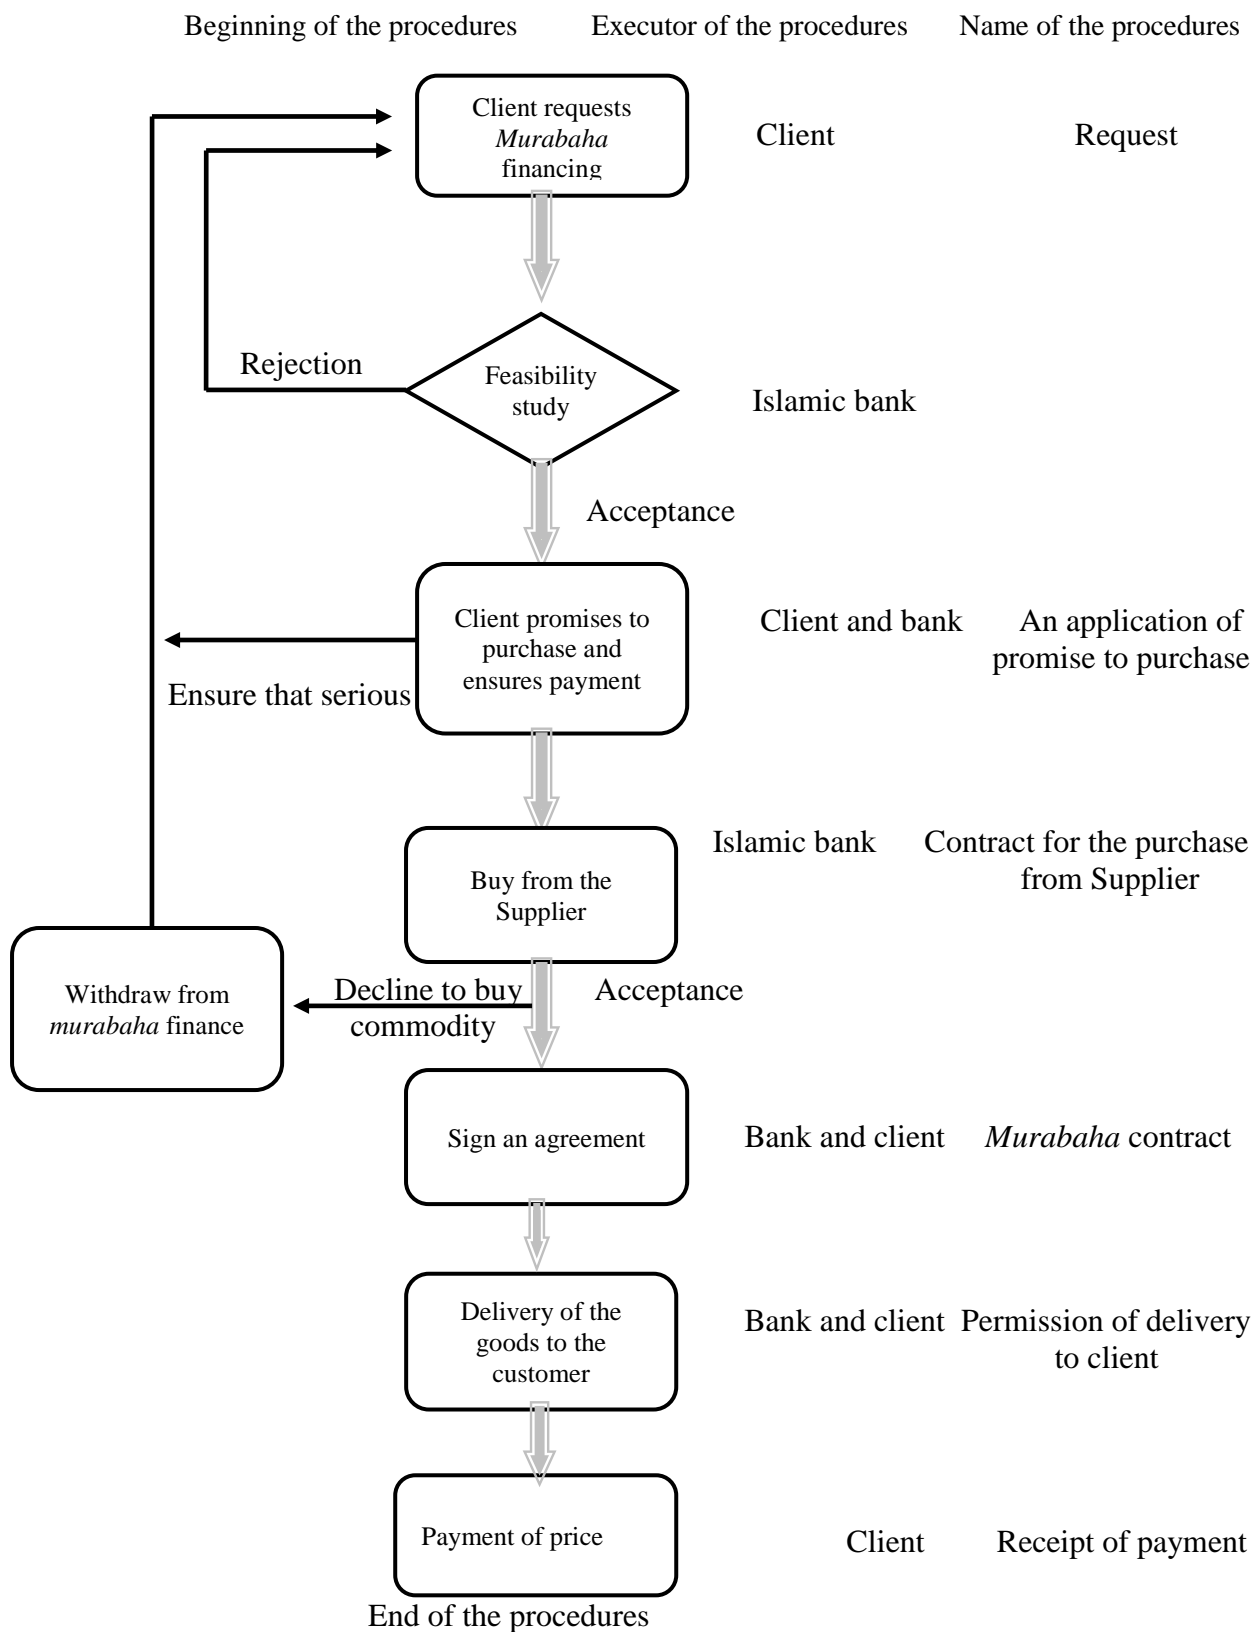 Beginning of the procedures Executor of the procedures Name of the procedures
Client requests
Murabaha
financing
Client
Request
Rejection
Feasibility
study
Islamic bank
Acceptance
Client promises to
purchase and
ensures payment
Client and bank
An application of
promise to purchase
Ensure that serious
Buy from the
Supplier
Islamic bank
Contract for the purchase
from Supplier
Withdraw from
murabaha finance
Decline to buy
commodity
Acceptance
Sign an agreement
Bank and client
Murabaha contract
Delivery of the
goods to the
customer
Bank and client
Permission of delivery
to client
Payment of price
Client
Receipt of payment
End of the procedures